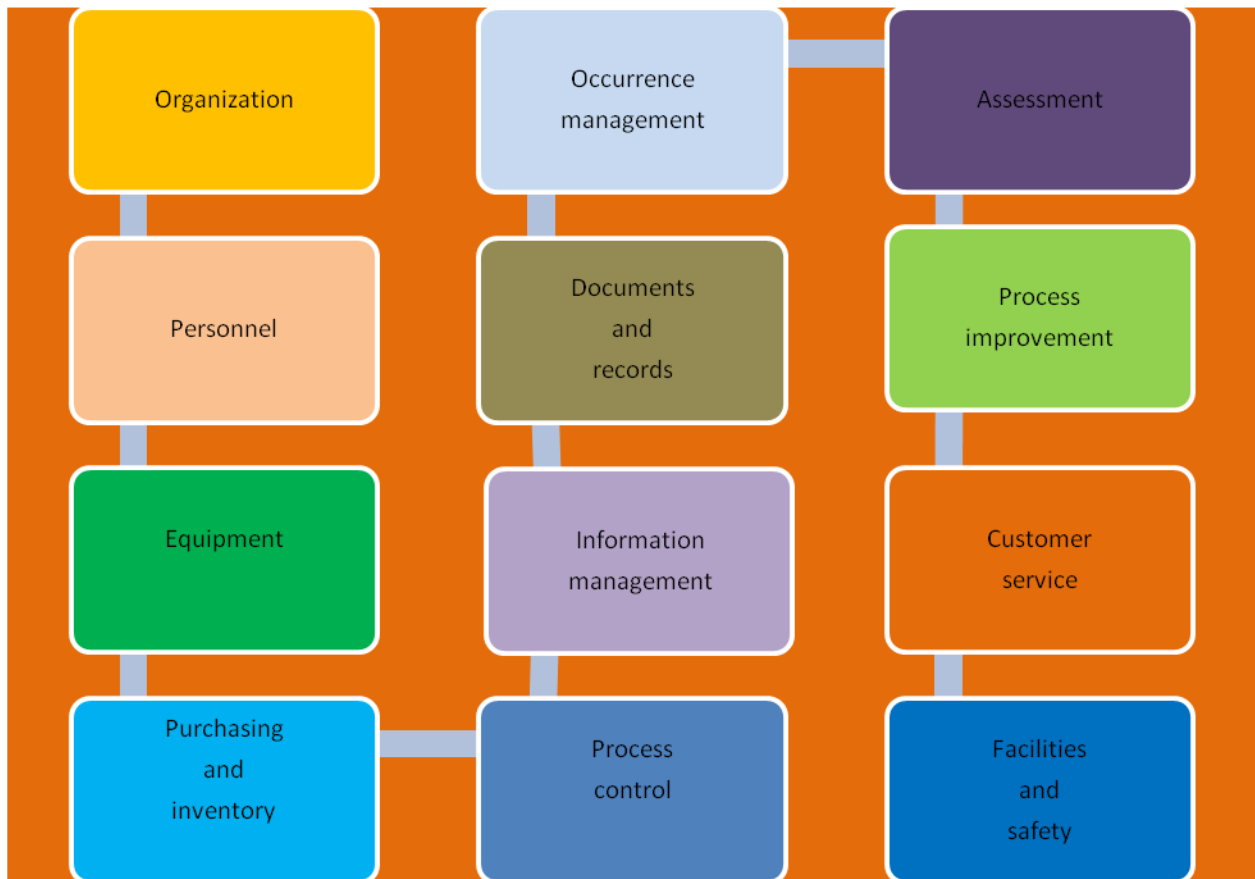 Organization
Personnel
Equipment
Purchasing
and
inventory
Process
control
Information
management
Documents
and
records
Occurrence
management
Assessment
Process
improvement
Customer
service
Facilities
and
safety